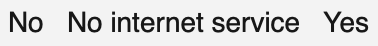 No No internet service Yes